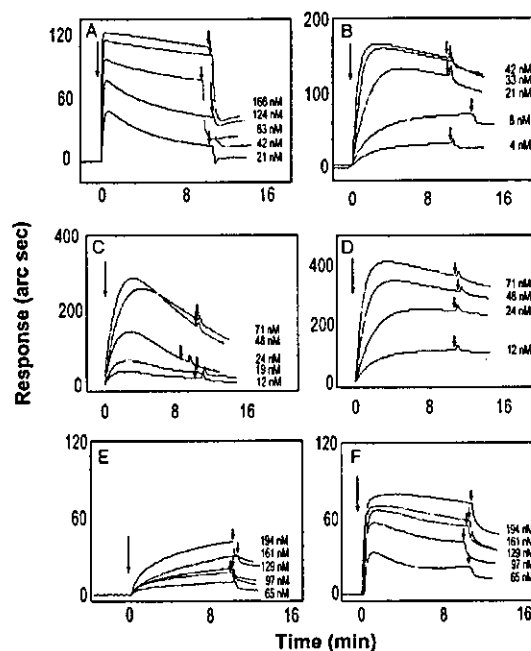 A
120
60
0
166 nM
124 nM
83 nM
42 nM
21 nM
0 8 16
B
200
100
0
42 nM
33 nM
21 nM
8 nM
4 nM
0 8 16
Response (arc sec)
C
400
200
0
71 nM
48 nM
24 nM
19 nM
12 nM
0 8 16
D
400
200
0
71 nM
48 nM
24 nM
12 nM
0 8 16
E
120
60
0
194 nM
161 nM
129 nM
97 nM
65 nM
0 8 16
F
120
60
0
194 nM
161 nM
129 nM
97 nM
65 nM
0 8 16
Time (min)